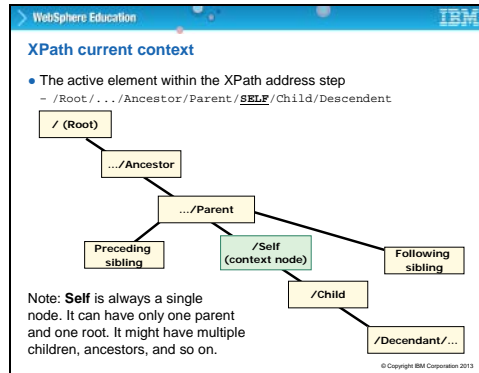 WebSphere Education
IBM
XPath current context
• The active element within the XPath address step
– /Root/.../Ancestor/Parent/SELF/Child/Descendent
/ (Root)
.../Ancestor
.../Parent
Preceding
sibling
/Self
(context node)
Following
sibling
/Child
/Decendant/...
Note: Self is always a single
node. It can have only one parent
and one root. It might have multiple
children, ancestors, and so on.
© Copyright IBM Corporation 2013